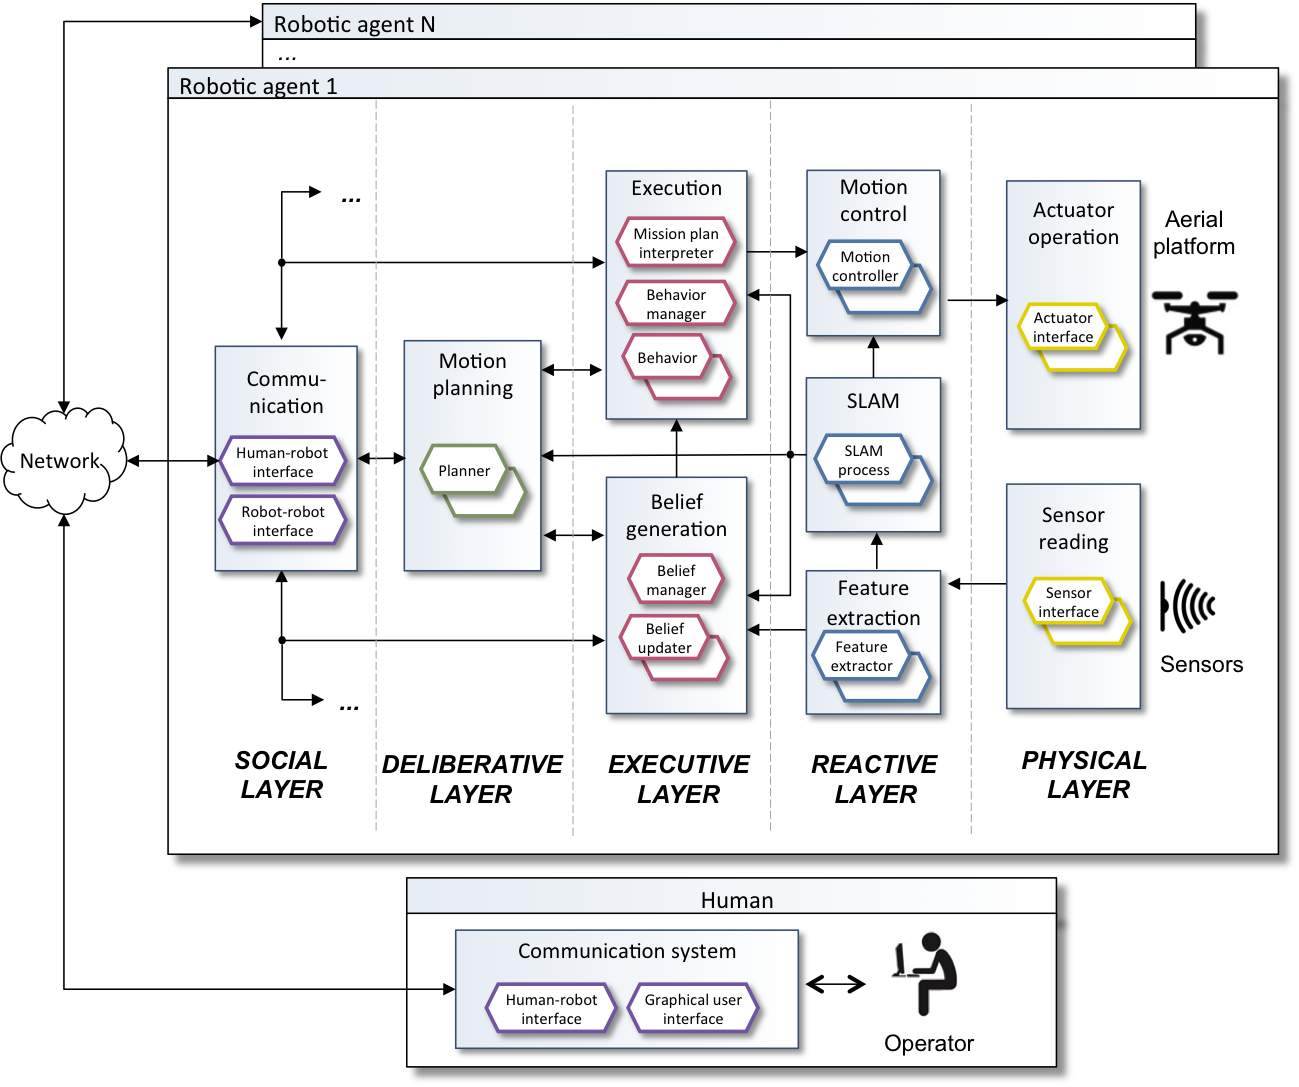 Robotic agent N
...
Robotic agent 1
...
Execution
Mission plan
interpreter
Behavior
manager
Behavior
Motion
control
Motion
controller
Actuator
operation
Actuator
interface
Aerial
platform
Commu-
nication
Human-robot
interface
Robot-robot
interface
Motion
planning
Planner
SLAM
SLAM
process
Network
Belief
generation
Belief
manager
Belief
updater
Feature
extraction
Feature
extractor
Sensor
reading
Sensor
interface
Sensors
...
SOCIAL
LAYER
DELIBERATIVE
LAYER
EXECUTIVE
LAYER
REACTIVE
LAYER
PHYSICAL
LAYER
Human
Communication system
Human-robot
interface
Graphical user
interface
Operator